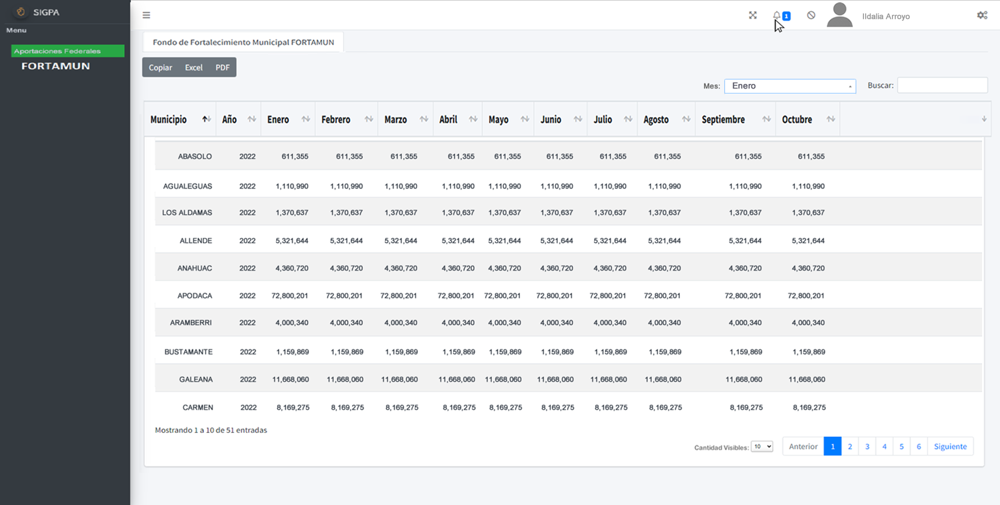 SIGPA
Menu
Aportaciones Federales
FORTAMUN
1
IIdalia Arroyo
Fondo de Fortalecimiento Municipal FORTAMUN
Copiar Excel PDF
Mes: Enero Buscar:
Municipio Año Enero Febrero Marzo Abril Mayo Junio Julio Agosto Septiembre Octubre
ABASOLO 2022 611,355 611,355 611,355 611,355 611,355 611,355 611,355 611,355 611,355 611,355
AGUALEGUAS 2022 1,110,990 1,110,990 1,110,990 1,110,990 1,110,990 1,110,990 1,110,990 1,110,990 1,110,990 1,110,990
LOS ALDAMAS 2022 1,370,637 1,370,637 1,370,637 1,370,637 1,370,637 1,370,637 1,370,637 1,370,637 1,370,637 1,370,637
ALLENDE 2022 5,321,644 5,321,644 5,321,644 5,321,644 5,321,644 5,321,644 5,321,644 5,321,644 5,321,644 5,321,644
ANAHUAC 2022 4,360,720 4,360,720 4,360,720 4,360,720 4,360,720 4,360,720 4,360,720 4,360,720 4,360,720 4,360,720
APODACA 2022 72,800,201 72,800,201 72,800,201 72,800,201 72,800,201 72,800,201 72,800,201 72,800,201 72,800,201 72,800,201
ARAMBERRI 2022 4,000,340 4,000,340 4,000,340 4,000,340 4,000,340 4,000,340 4,000,340 4,000,340 4,000,340 4,000,340
BUSTAMANTE 2022 1,159,869 1,159,869 1,159,869 1,159,869 1,159,869 1,159,869 1,159,869 1,159,869 1,159,869 1,159,869
GALEANA 2022 11,668,060 11,668,060 11,668,060 11,668,060 11,668,060 11,668,060 11,668,060 11,668,060 11,668,060 11,668,060
CARMEN 2022 8,169,275 8,169,275 8,169,275 8,169,275 8,169,275 8,169,275 8,169,275 8,169,275 8,169,275 8,169,275
Mostrando 1 a 10 de 51 entradas
Cantidad Visibles: 10 Anterior 1 2 3 4 5 6 Siguiente